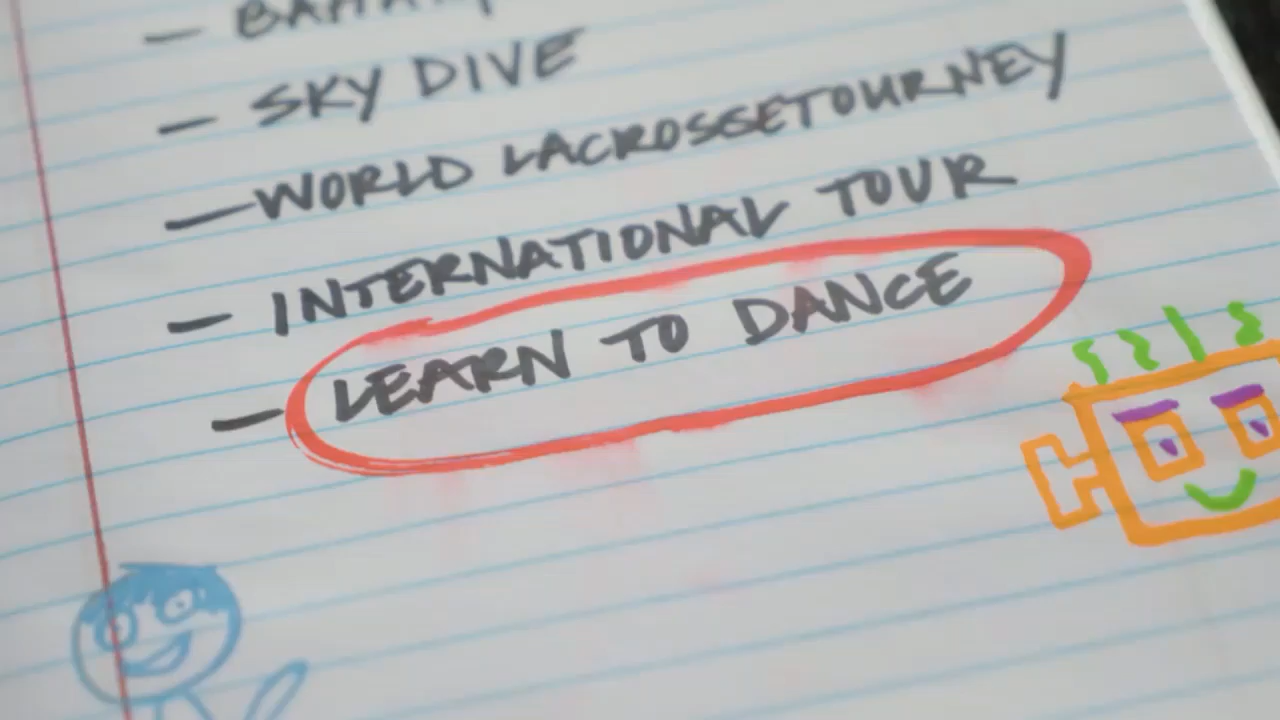 - SKY DIVE
- WORLD LACROSSETOURNEY
- INTERNATIONAL TOUR
- LEARN TO DANCE